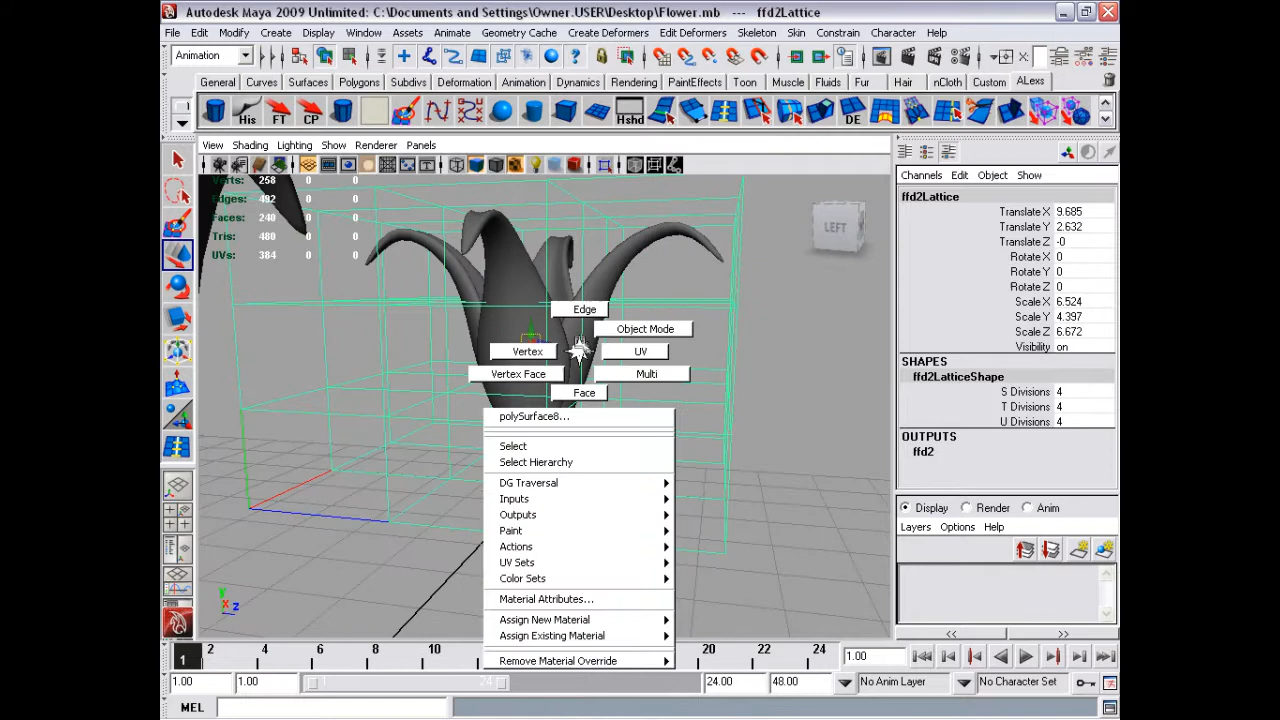 Autodesk Maya 2009 Unlimited: C:\Documents and Settings\Owner.USER\Desktop\Flower.mb --- ffd2Lattice
File Edit Modify Create Display Window Assets Animate Geometry Cache Create Deformers Edit Deformers Skeleton Skin Constrain Character Help
Animation
General Curves Surfaces Polygons Subdivs Deformation Animation Dynamics Rendering PaintEffects Toon Muscle Fluids Fur Hair nCloth Custom ALexs
His FT CP Hshd DE
View Shading Lighting Show Renderer Panels
Verts: 258 0 0
Edges: 492 0 0
Faces: 240 0 0
Tris: 480 0 0
UVs: 384 0 0
LEFT
Edge
Object Mode
Vertex
UV
Vertex Face
Multi
Face
polySurface8...
Select
Select Hierarchy
DG Traversal
Inputs
Outputs
Paint
Actions
UV Sets
Color Sets
Material Attributes...
Assign New Material
Assign Existing Material
Remove Material Override
y
x z
Channels Edit Object Show
ffd2Lattice
Translate X 9.685
Translate Y 2.632
Translate Z -0
Rotate X 0
Rotate Y 0
Rotate Z 0
Scale X 6.524
Scale Y 4.397
Scale Z 6.672
Visibility on
SHAPES
ffd2LatticeShape
S Divisions 4
T Divisions 4
U Divisions 4
OUTPUTS
ffd2
Display Render Anim
Layers Options Help
<< >>
1 2 4 6 8 10 20 22 24 1.00
1.00 1.00 24 24.00 48.00 No Anim Layer No Character Set
MEL